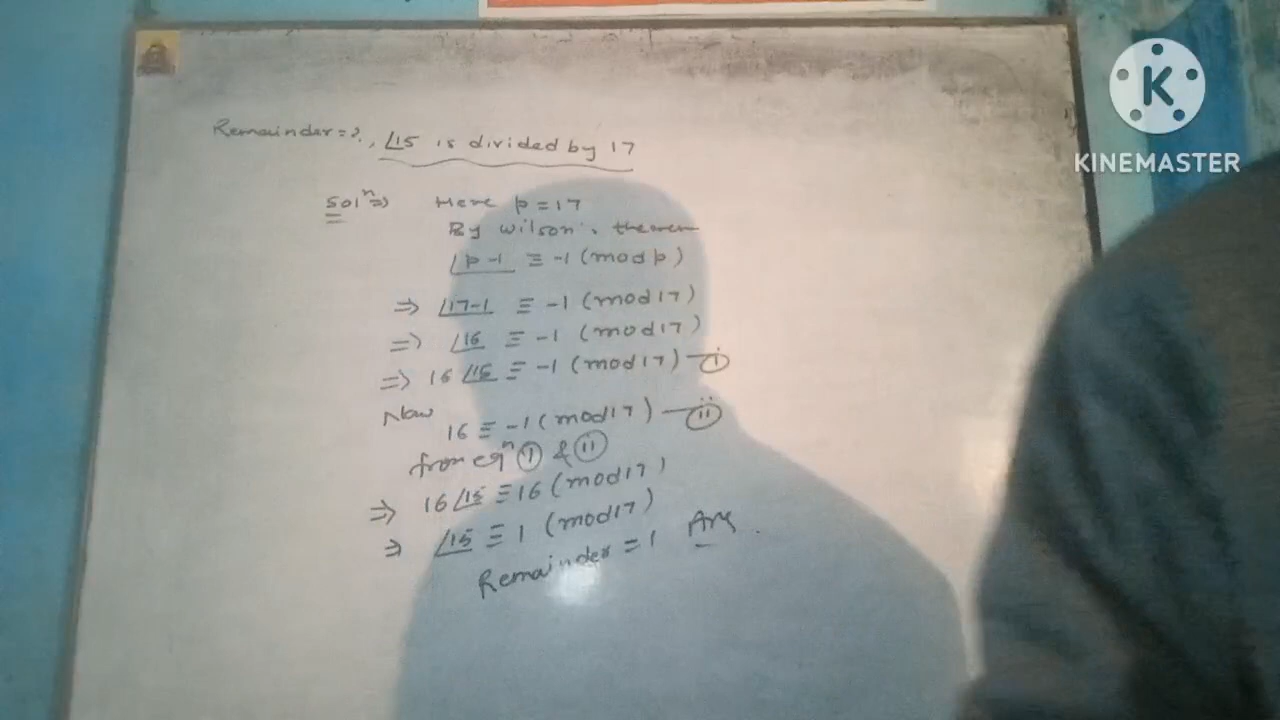 Remainder = ?, ∠15 is divided by 17
Solⁿ ⇒ Here p = 17
By Wilson's theorem
∠p-1 ≡ -1 (mod p)
⇒ ∠17-1 ≡ -1 (mod 17)
⇒ ∠16 ≡ -1 (mod 17)
⇒ 16 ∠15 ≡ -1 (mod 17) — (i)
Now
16 ≡ -1 (mod 17) — (ii)
from eqⁿ (i) & (ii)
⇒ 16 ∠15 ≡ 16 (mod 17)
⇒ ∠15 ≡ 1 (mod 17)
Remainder = 1 Ans.
K
KINEMASTER